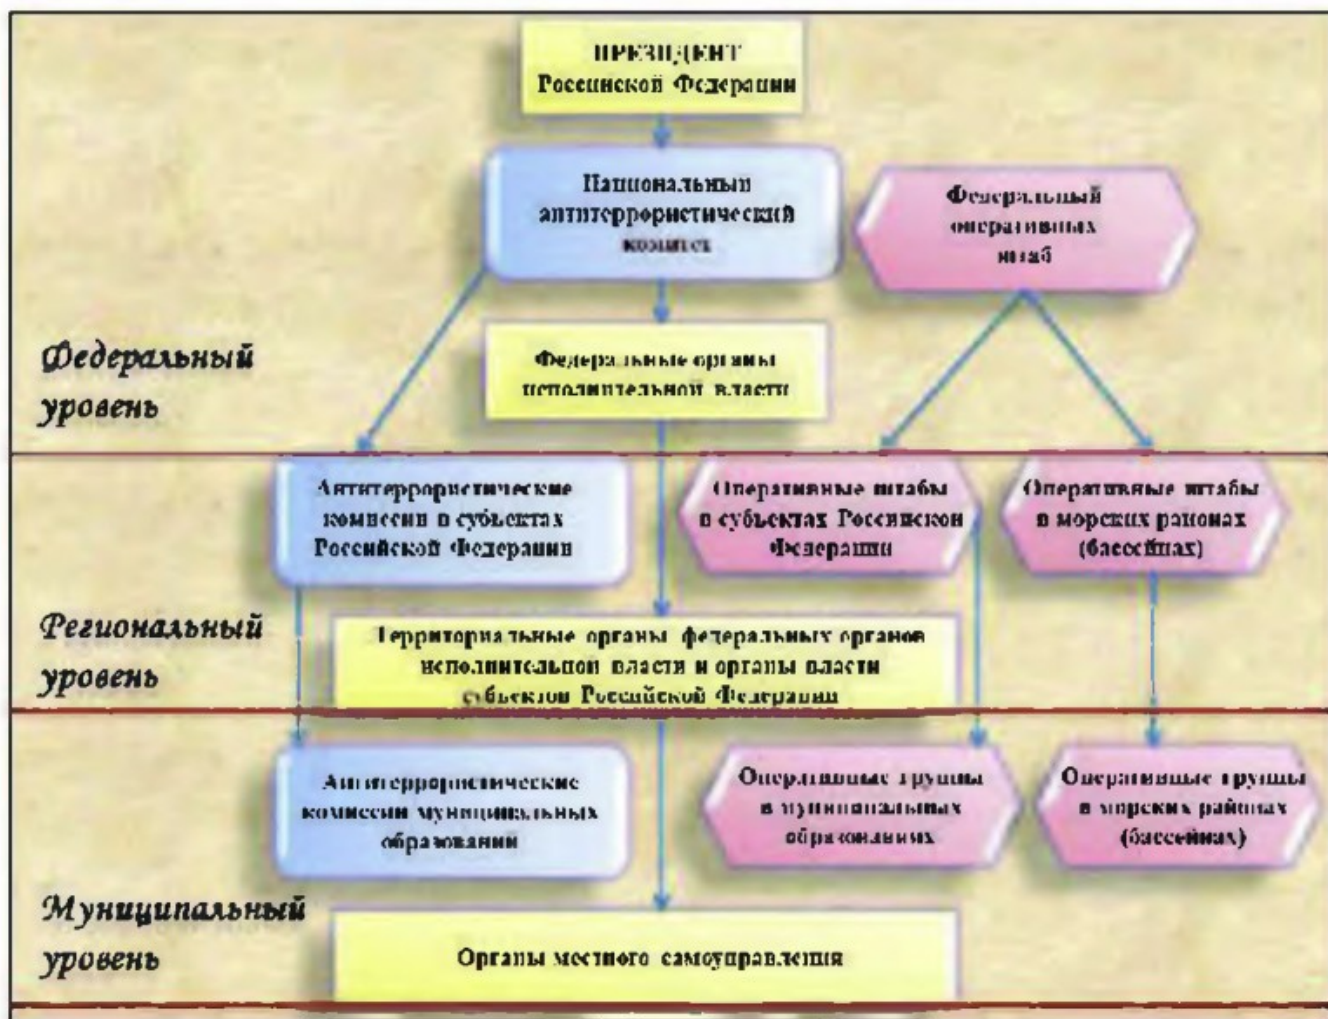 ПРЕЗИДЕНТ
Российской Федерации
Национальный
антитеррористический
комитет
Федеральный
оперативных
штаб
Федеральные органы
исполнительной власти
Федеральный
уровень
Антитеррористические
комиссии в субъектах
Российской Федерации
Оперативные штабы
в субъектах Российской
Федерации
Оперативные штабы
в морских районах
(бассейнах)
Территориальные органы федеральных органов
исполнительной власти и органы власти
субъектов Российской Федерации
Региональный
уровень
Антитеррористические
комиссии муниципальных
образований
Оперативные группы
в муниципальных
образованиях
Оперативные группы
в морских районах
(бассейнах)
Муниципальный
уровень
Органы местного самоуправления